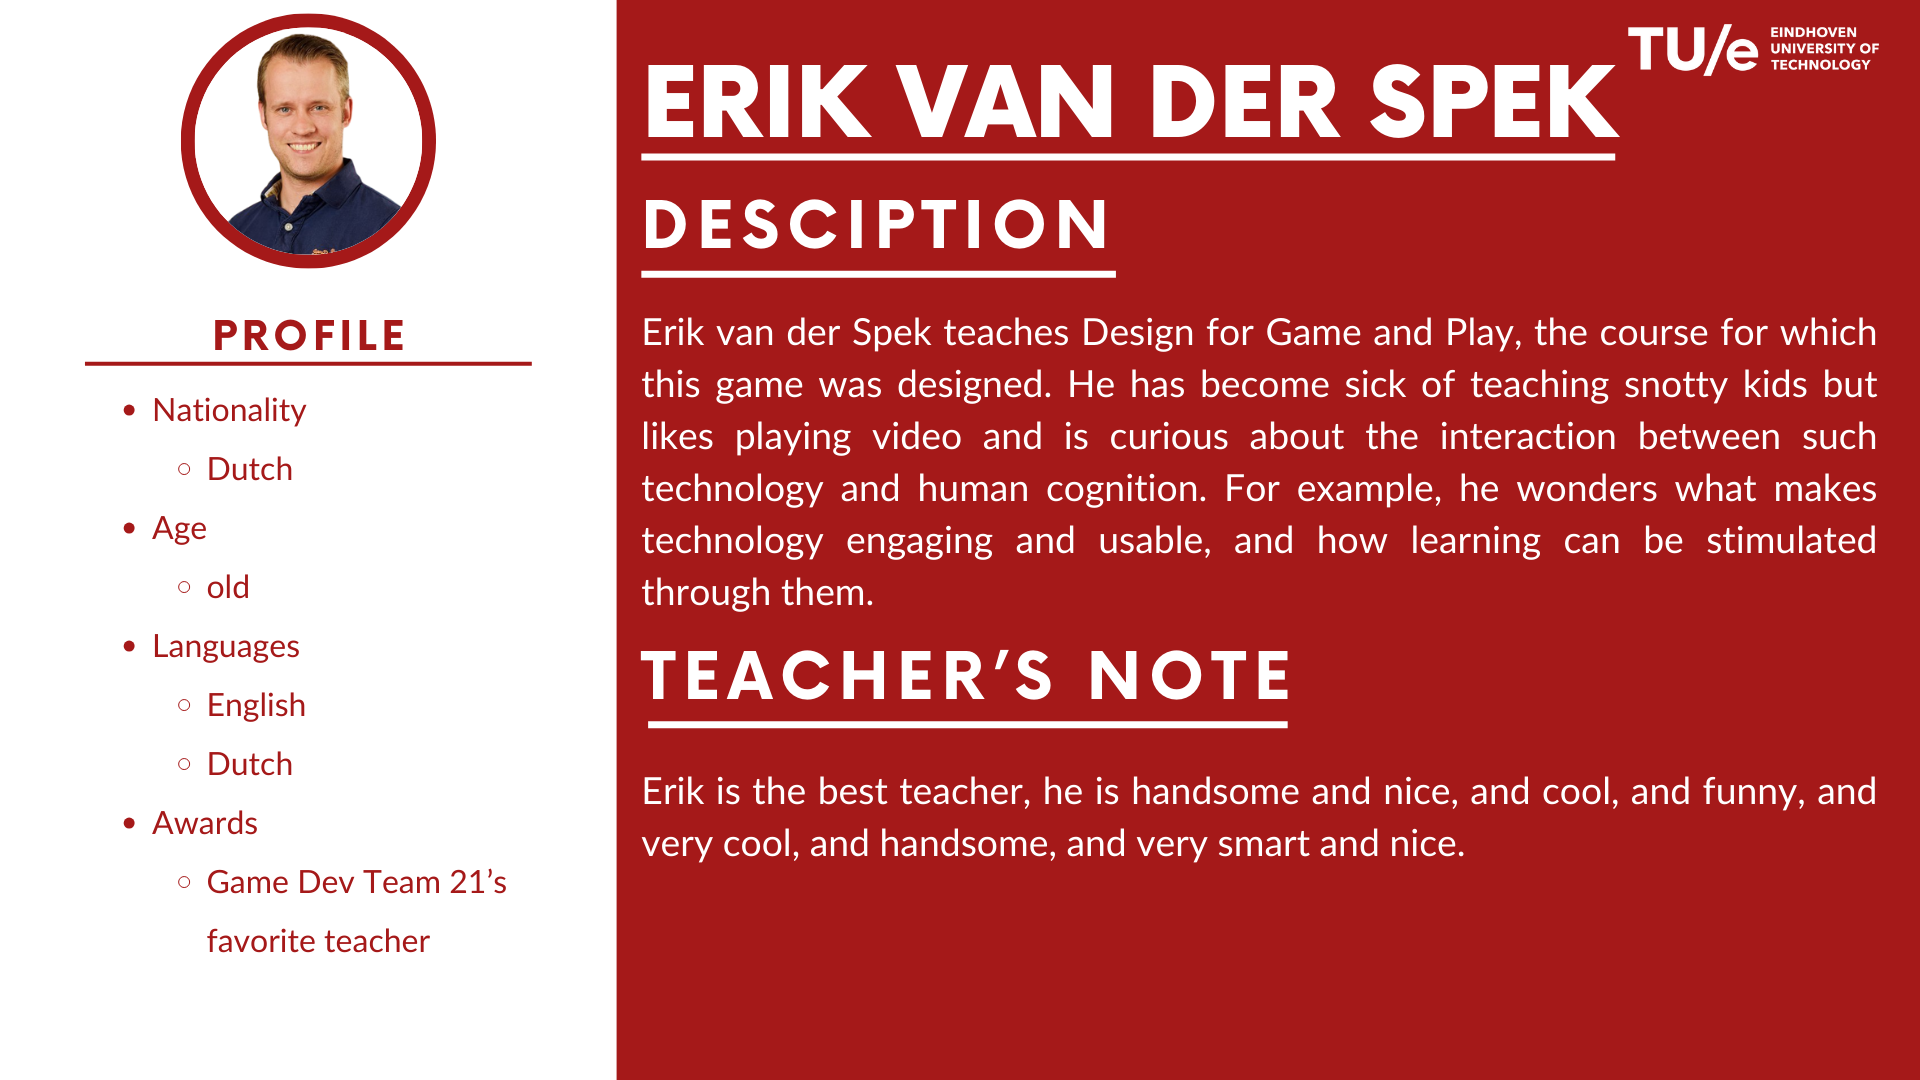 PROFILE
• Nationality
○ Dutch
• Age
○ old
• Languages
○ English
○ Dutch
• Awards
○ Game Dev Team 21’s
favorite teacher
TU/e
EINDHOVEN
UNIVERSITY OF
TECHNOLOGY
ERIK VAN DER SPEK
DESCIPTION
Erik van der Spek teaches Design for Game and Play, the course for which
this game was designed. He has become sick of teaching snotty kids but
likes playing video and is curious about the interaction between such
technology and human cognition. For example, he wonders what makes
technology engaging and usable, and how learning can be stimulated
through them.
TEACHER’S NOTE
Erik is the best teacher, he is handsome and nice, and cool, and funny, and
very cool, and handsome, and very smart and nice.